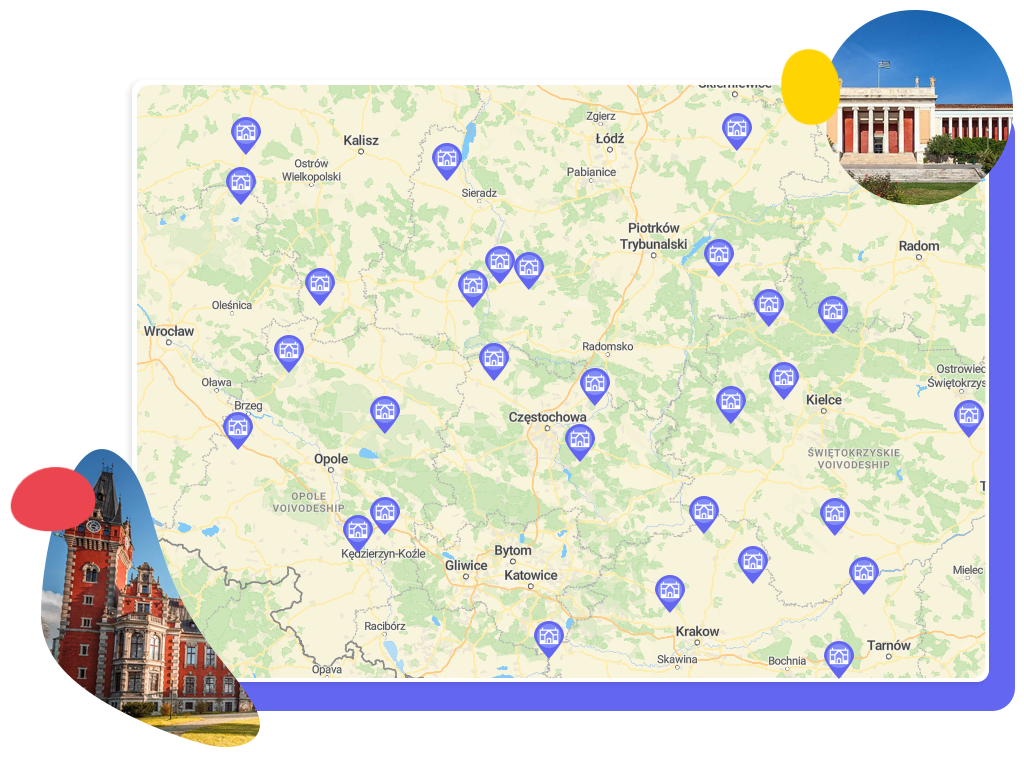 Skierniewice
Zgierz
Kalisz
Łódź
Ostrów
Wielkopolski
Pabianice
Sieradz
Piotrków
Trybunalski
Radom
Oleśnica
Wrocław
Radomsko
Ostrowiec
Świętokrzys
Oława
Kielce
Brzeg
Częstochowa
Opole
ŚWIĘTOKRZYSKIE
VOIVODESHIP
T
OPOLE
VOIVODESHIP
Kędzierzyn-Koźle
Bytom
Gliwice
Katowice
Mielec
Racibórz
Krakow
Tarnów
Skawina
Bochnia
Opava